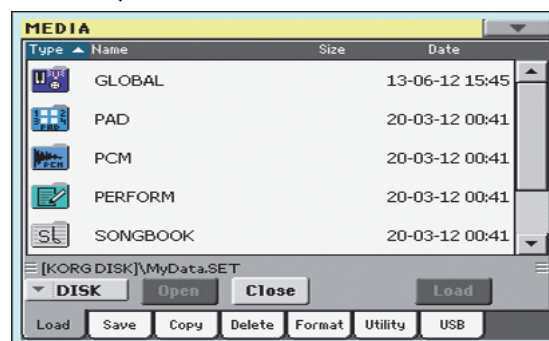 MEDIA
Type Name Size Date
GLOBAL 13-06-12 15:45
PAD 20-03-12 00:41
PCM PCM 20-03-12 00:41
PERFORM 20-03-12 00:41
SL SONGBOOK 20-03-12 00:41
[KORG DISK]\MyData.SET
DISK Open Close Load
Load Save Copy Delete Format Utility USB